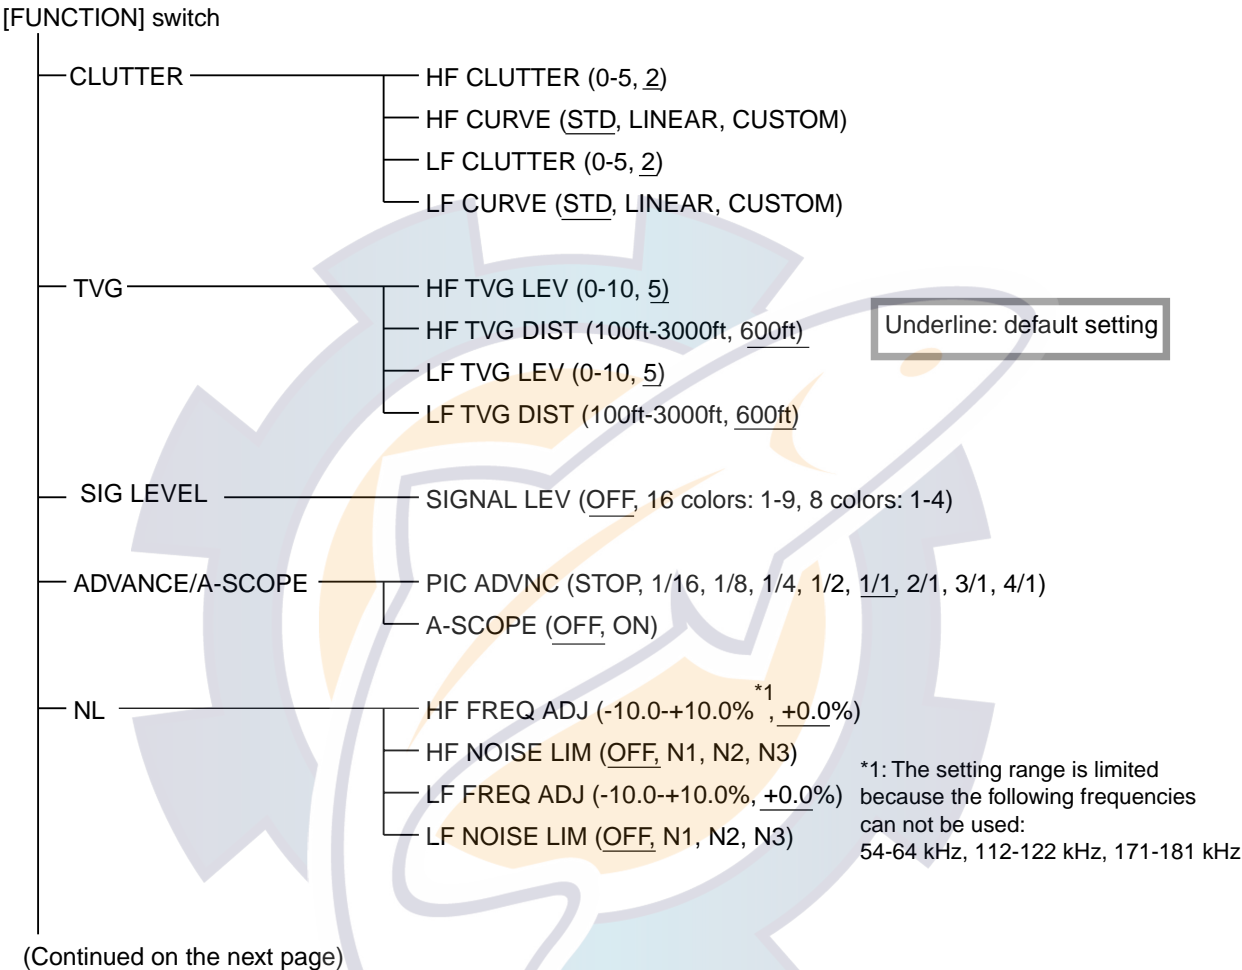 [FUNCTION] switch
CLUTTER
HF CLUTTER (0-5, 2)
HF CURVE (STD, LINEAR, CUSTOM)
LF CLUTTER (0-5, 2)
LF CURVE (STD, LINEAR, CUSTOM)
TVG
HF TVG LEV (0-10, 5)
HF TVG DIST (100ft-3000ft, 600ft)
LF TVG LEV (0-10, 5)
LF TVG DIST (100ft-3000ft, 600ft)
Underline: default setting
SIG LEVEL
SIGNAL LEV (OFF, 16 colors: 1-9, 8 colors: 1-4)
ADVANCE/A-SCOPE
PIC ADVNC (STOP, 1/16, 1/8, 1/4, 1/2, 1/1, 2/1, 3/1, 4/1)
A-SCOPE (OFF, ON)
NL
HF FREQ ADJ (-10.0-+10.0%*1, +0.0%)
HF NOISE LIM (OFF, N1, N2, N3)
LF FREQ ADJ (-10.0-+10.0%, +0.0%)
LF NOISE LIM (OFF, N1, N2, N3)
*1: The setting range is limited
because the following frequencies
can not be used:
54-64 kHz, 112-122 kHz, 171-181 kHz
(Continued on the next page)